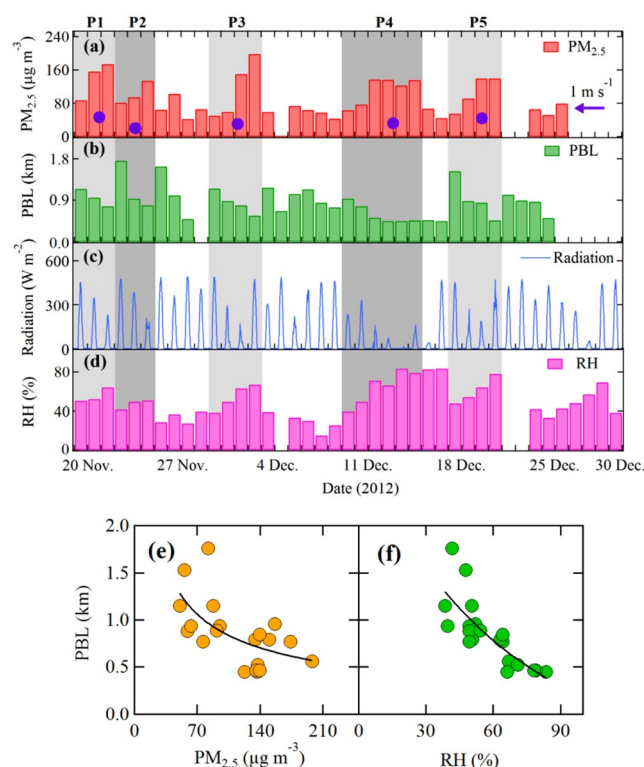 P1 P2 P3 P4 P5
(a) PM2.5
240
160
80
0
PM2.5 (µg m−3)
1 m s−1
(b) PBL
1.8
0.9
0.0
PBL (km)
(c) Radiation
600
300
0
Radiation (W m−2)
(d) RH
80
40
0
RH (%)
20 Nov. 27 Nov. 4 Dec. 11 Dec. 18 Dec. 25 Dec. 30 Dec.
Date (2012)
(e) (f)
2.0
1.5
1.0
0.5
0.0
PBL (km)
0 70 140 210 30 60 90
PM2.5 (µg m−3) RH (%)